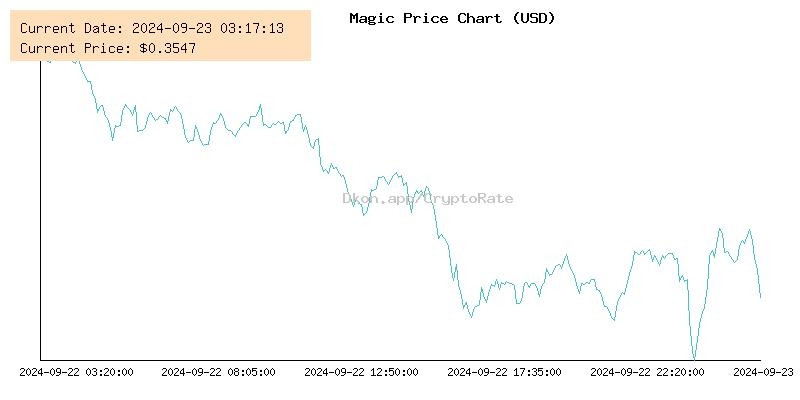 Magic Price Chart (USD)
Current Date: 2024-09-23 03:17:13
Current Price: $0.3547
Dkon.app/CryptoRate
2024-09-22 03:20:00 2024-09-22 08:05:00 2024-09-22 12:50:00 2024-09-22 17:35:00 2024-09-22 22:20:00 2024-09-23